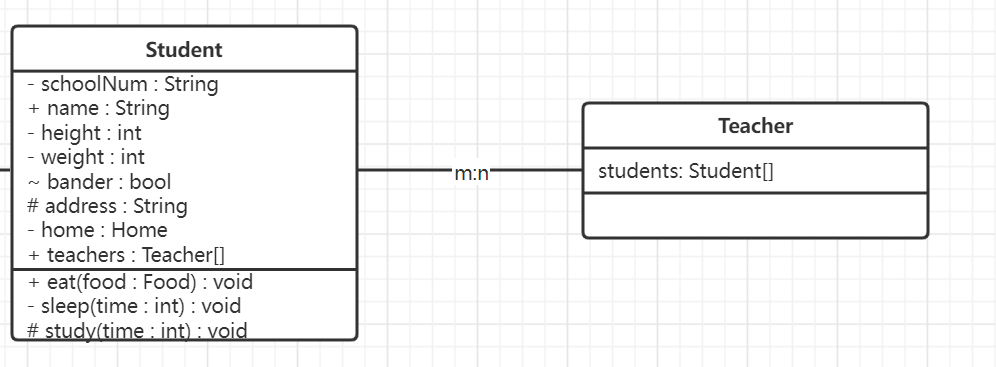 Student
- schoolNum : String
+ name : String
- height : int
- weight : int
~ bander : bool
# address : String
- home : Home
+ teachers : Teacher[]
+ eat(food : Food) : void
- sleep(time : int) : void
# study(time : int) : void
m:n
Teacher
students: Student[]